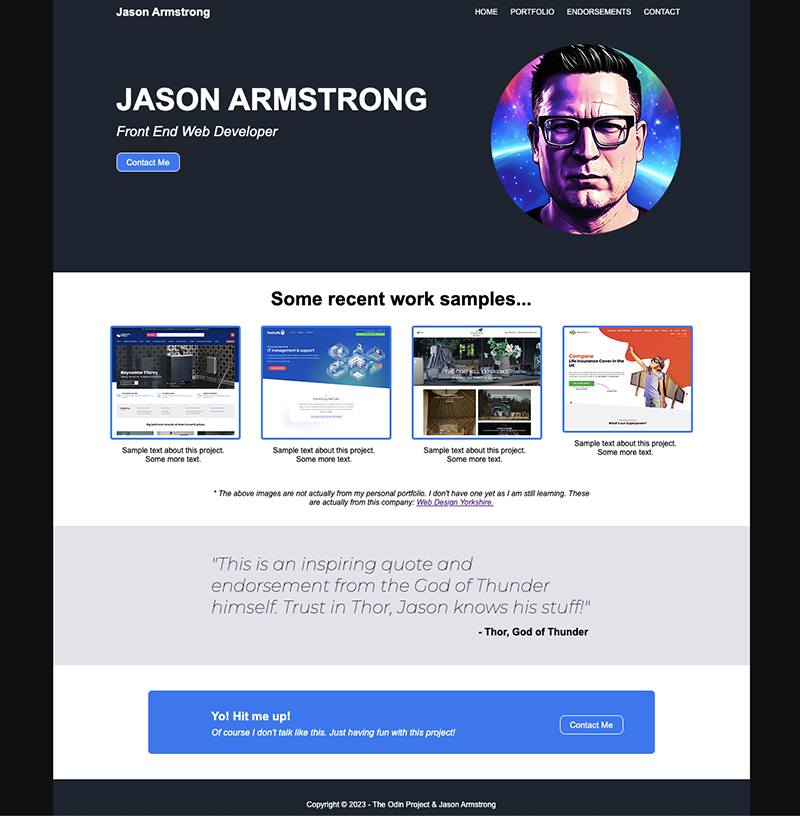 Jason Armstrong
HOME PORTFOLIO ENDORSEMENTS CONTACT
JASON ARMSTRONG
Front End Web Developer
Contact Me
Some recent work samples...
Bayswater Fitzroy
IT management & support
Compare
Life Insurance Cover in the
UK
What's our Superpower?
Sample text about this project.
Some more text.
Sample text about this project.
Some more text.
Sample text about this project.
Some more text.
Sample text about this project.
Some more text.
* The above images are not actually from my personal portfolio. I don't have one yet as I am still learning. These
are actually from this company: Web Design Yorkshire.
"This is an inspiring quote and
endorsement from the God of Thunder
himself. Trust in Thor, Jason knows his stuff!"
- Thor, God of Thunder
Yo! Hit me up!
Of course I don't talk like this. Just having fun with this project!
Contact Me
Copyright © 2023 - The Odin Project & Jason Armstrong